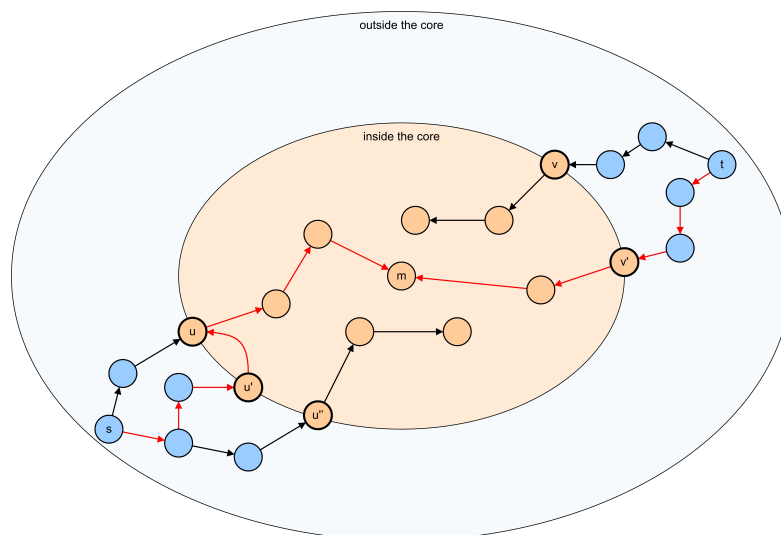 outside the core
inside the core
v
t
v'
m
u
u'
u''
s